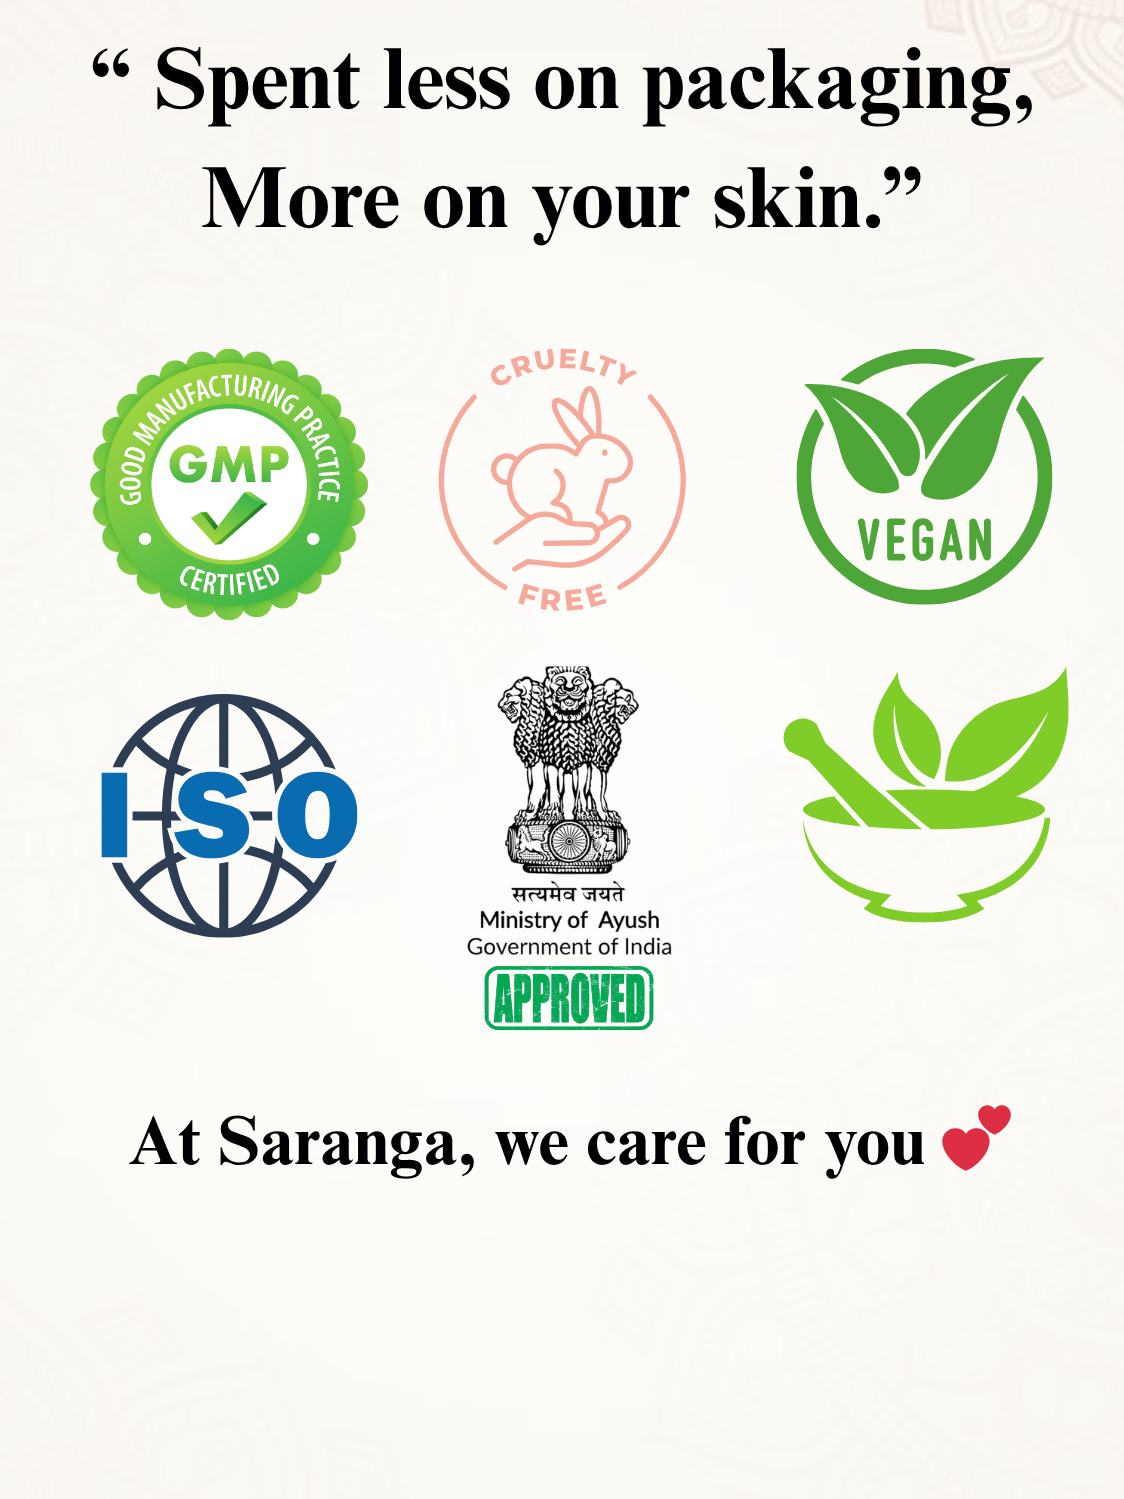 “ Spent less on packaging,
More on your skin.”
GOOD MANUFACTURING PRACTICE
GMP
CERTIFIED
CRUELTY
FREE
VEGAN
ISO
सत्यमेव जयते
Ministry of Ayush
Government of India
APPROVED
At Saranga, we care for you 💕